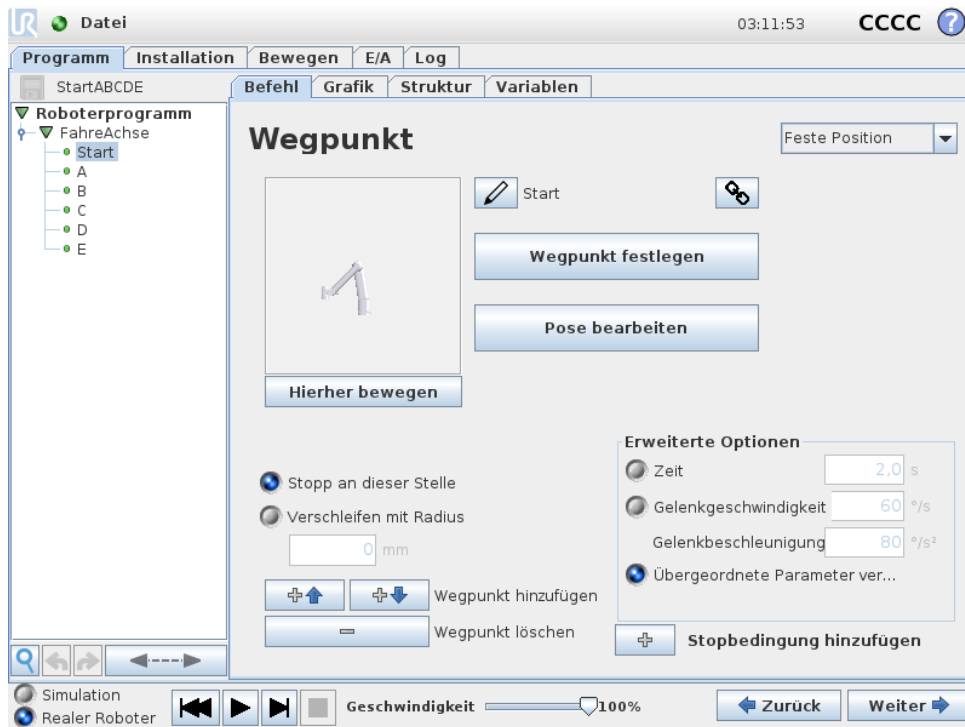 UR Datei 03:11:53 CCCC ?
Programm Installation Bewegen E/A Log
StartABCDE
Befehl Grafik Struktur Variablen
Roboterprogramm
FahreAchse
Start
A
B
C
D
E
Wegpunkt
Feste Position
Start
Wegpunkt festlegen
Pose bearbeiten
Hierher bewegen
Stopp an dieser Stelle
Verschleifen mit Radius
0 mm
Wegpunkt hinzufügen
Wegpunkt löschen
Erweiterte Optionen
Zeit 2,0 s
Gelenkgeschwindigkeit 60 °/s
Gelenkbeschleunigung 80 °/s²
Übergeordnete Parameter ver...
Stopbedingung hinzufügen
Simulation
Realer Roboter
Geschwindigkeit 100%
Zurück
Weiter